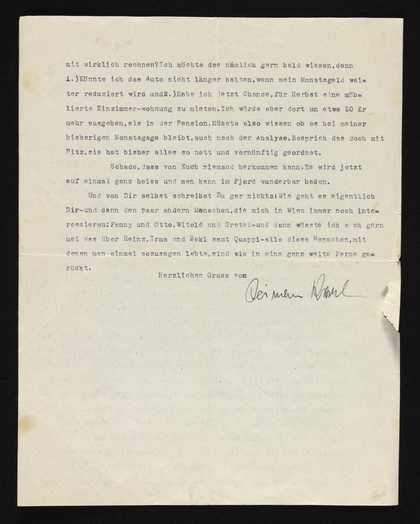 mit wirklich rechnen?Ich möchte das nämlich gern bald wissen,denn
1.)Könnte ich das Auto nicht länger halten,wenn mein Monatsgeld wei-
ter reduziert wird und2.)Habe ich jetzt Chance,für Herbst eine möb-
lierte Einzimmer-wohnung zu mieten.Ich würde aber dort um etwa 50 Kr
mehr ausgeben,als in der Pension.Müsste also wissen ob es bei meiner
bisherigen Monatsgage bleibt,auch nach der Analyse.Besprich das doch mit
Fitz,sie hat bisher alles so nett und vernünftig geordnet.
Schade,dass von Euch niemand herkommen kann.Es wird jetzt
auf einmal ganz heiss und man kann im Fjord wunderbar baden.
Und von Dir selbst schreibst Du gar nichts!Wie geht es eigentlich
Dir-und dann den paar andern Menschen,die mich in Wien immer noch inte-
ressieren:Fanny und Otto.Witold und Gretel-und dann wüsste ich auch gern
mal was über Heinz,Irma und samt Quappi-alle diese Menschen,mit
denen man einmal sozusagen lebte,sind wie in eine ganz weite Ferne ge-
rückt.
Herzlichen Gruss von